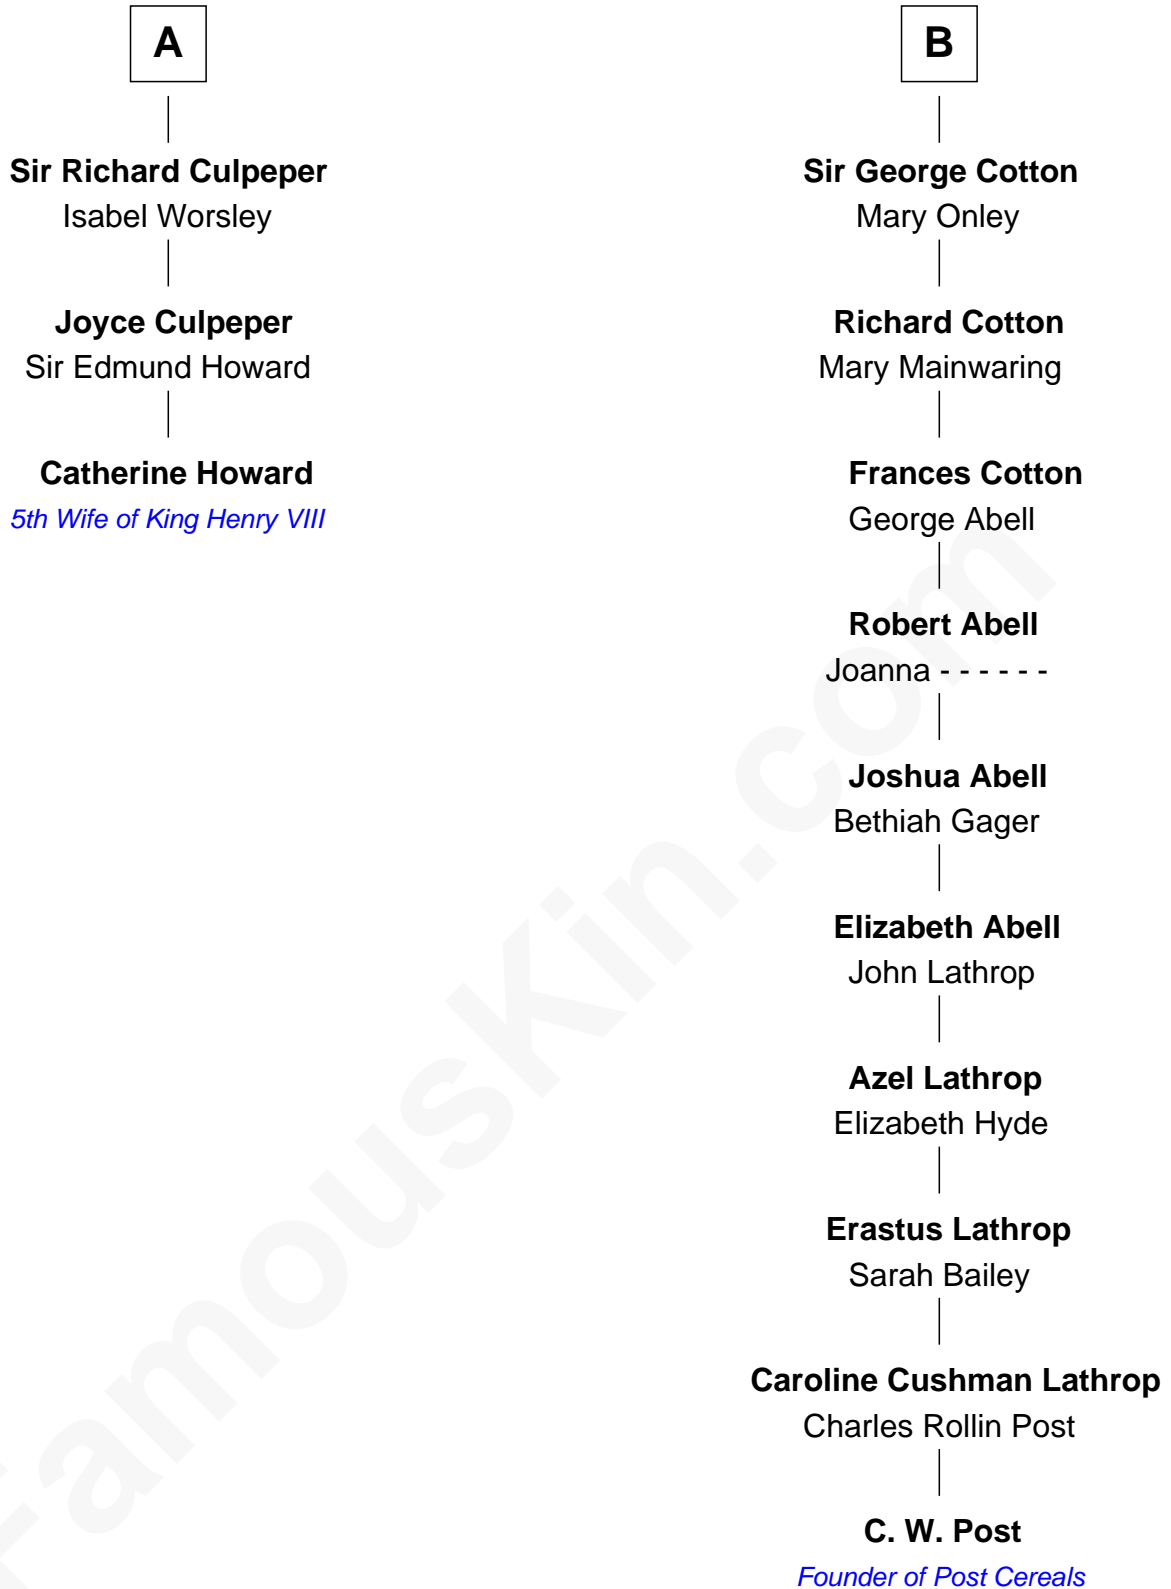 A
Sir Richard Culpeper
Isabel Worsley
Joyce Culpeper
Sir Edmund Howard
Catherine Howard
5th Wife of King Henry VIII
B
Sir George Cotton
Mary Onley
Richard Cotton
Mary Mainwaring
Frances Cotton
George Abell
Robert Abell
Joanna - - - - - -
Joshua Abell
Bethiah Gager
Elizabeth Abell
John Lathrop
Azel Lathrop
Elizabeth Hyde
Erastus Lathrop
Sarah Bailey
Caroline Cushman Lathrop
Charles Rollin Post
C. W. Post
Founder of Post Cereals
FamousKin.com